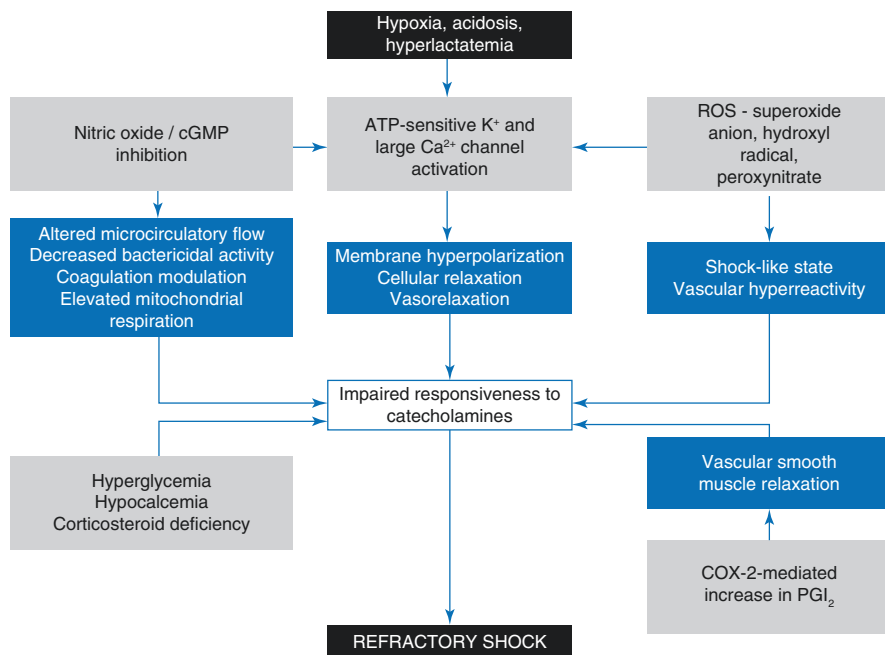 Hypoxia, acidosis,
hyperlactatemia
Nitric oxide / cGMP
inhibition
ATP-sensitive K⁺ and
large Ca²⁺ channel
activation
ROS - superoxide
anion, hydroxyl
radical,
peroxynitrate
Altered microcirculatory flow
Decreased bactericidal activity
Coagulation modulation
Elevated mitochondrial
respiration
Membrane hyperpolarization
Cellular relaxation
Vasorelaxation
Shock-like state
Vascular hyperreactivity
Impaired responsiveness to
catecholamines
Hyperglycemia
Hypocalcemia
Corticosteroid deficiency
Vascular smooth
muscle relaxation
COX-2-mediated
increase in PGI₂
REFRACTORY SHOCK